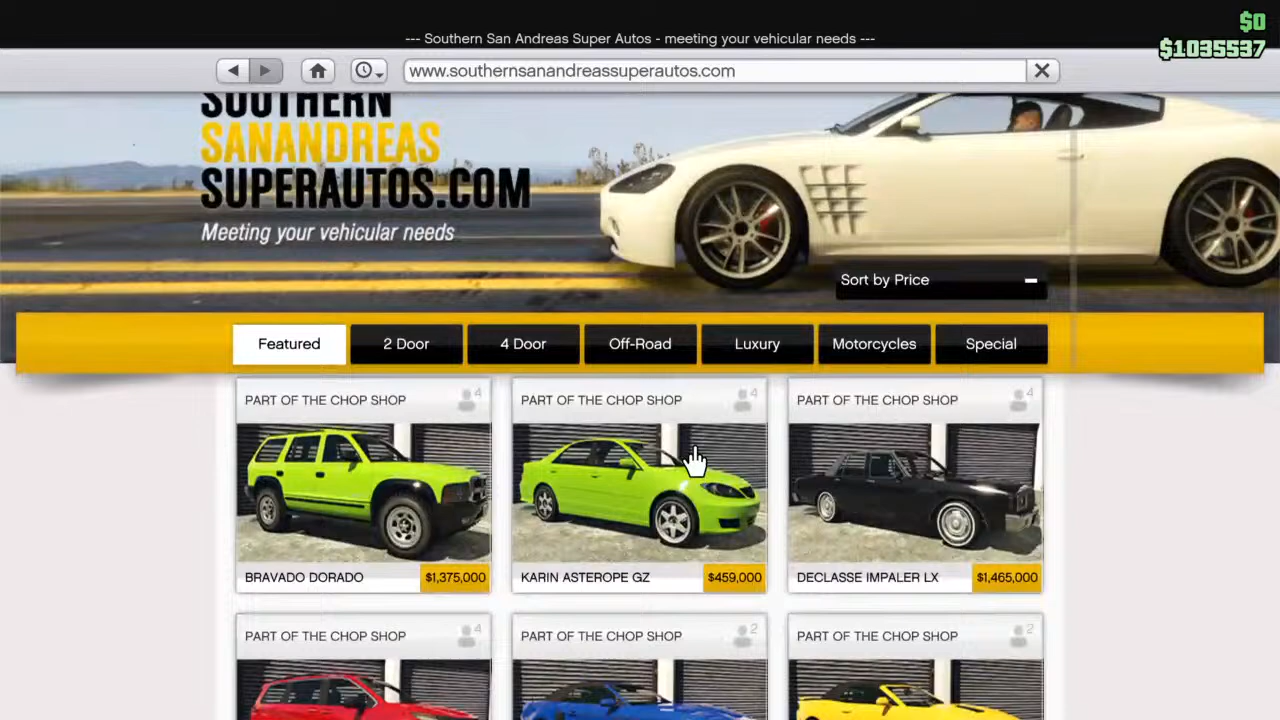 $0
--- Southern San Andreas Super Autos - meeting your vehicular needs ---
$1035537
www.southernsanandreassuperautos.com
SOUTHERN
SANANDREAS
SUPERAUTOS.COM
Meeting your vehicular needs
Sort by Price
Featured 2 Door 4 Door Off-Road Luxury Motorcycles Special
PART OF THE CHOP SHOP 4 PART OF THE CHOP SHOP 4 PART OF THE CHOP SHOP 4
BRAVADO DORADO $1,375,000 KARIN ASTEROPE GZ $459,000 DECLASSE IMPALER LX $1,465,000
PART OF THE CHOP SHOP 4 PART OF THE CHOP SHOP 2 PART OF THE CHOP SHOP 2